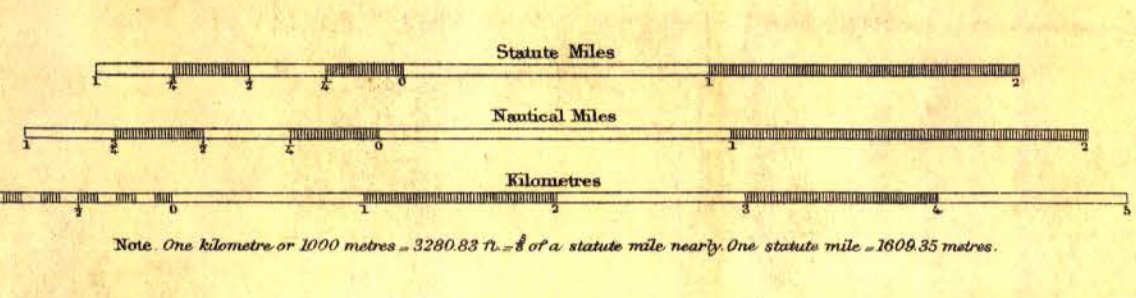 Statute Miles
1 ¾ ½ ¼ 0 1 2
Nautical Miles
1 ¾ ½ ¼ 0 1 2
Kilometres
½ 0 1 2 3 4 5
Note. One kilometre or 1000 metres = 3280.83 ft. = ⅝ of a statute mile nearly. One statute mile = 1609.35 metres.